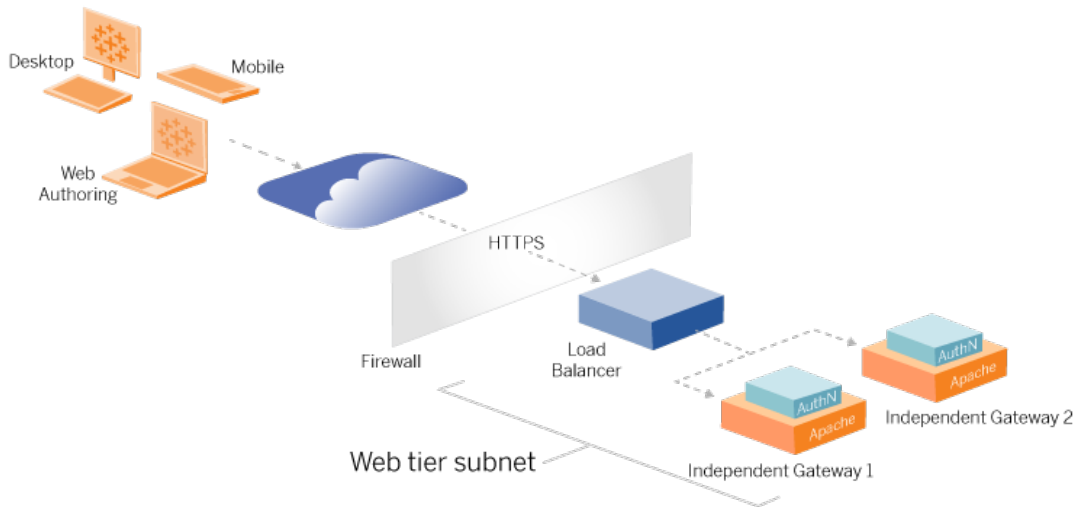 Desktop
Mobile
Web
Authoring
HTTPS
Firewall
Load
Balancer
AuthN
Apache
Independent Gateway 2
AuthN
Apache
Independent Gateway 1
Web tier subnet